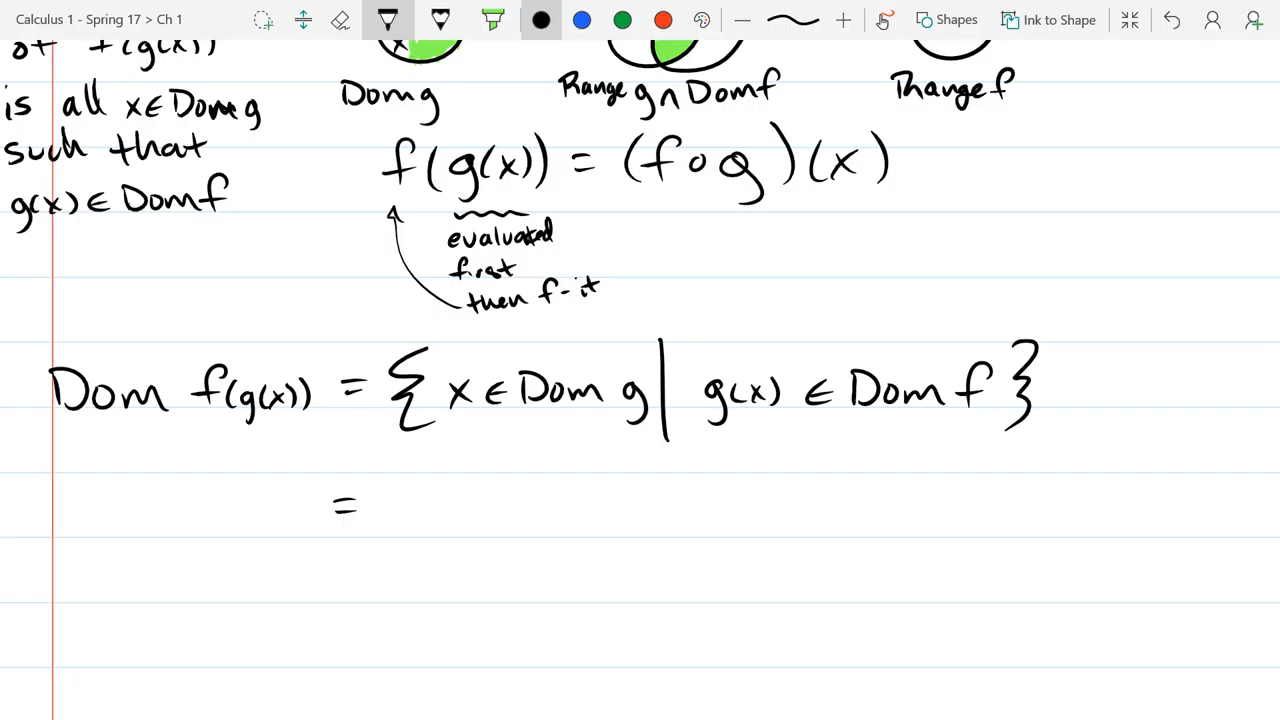 Calculus 1 - Spring 17 > Ch 1
Shapes
Ink to Shape
of f(g(x))
is all x∈Dom g
such that
g(x) ∈ Dom f
x
Dom g
Range g ∩ Dom f
Range f
f(g(x)) = (f∘g)(x)
evaluated
first
then f-it
Dom f(g(x)) = { x ∈ Dom g | g(x) ∈ Dom f }
=